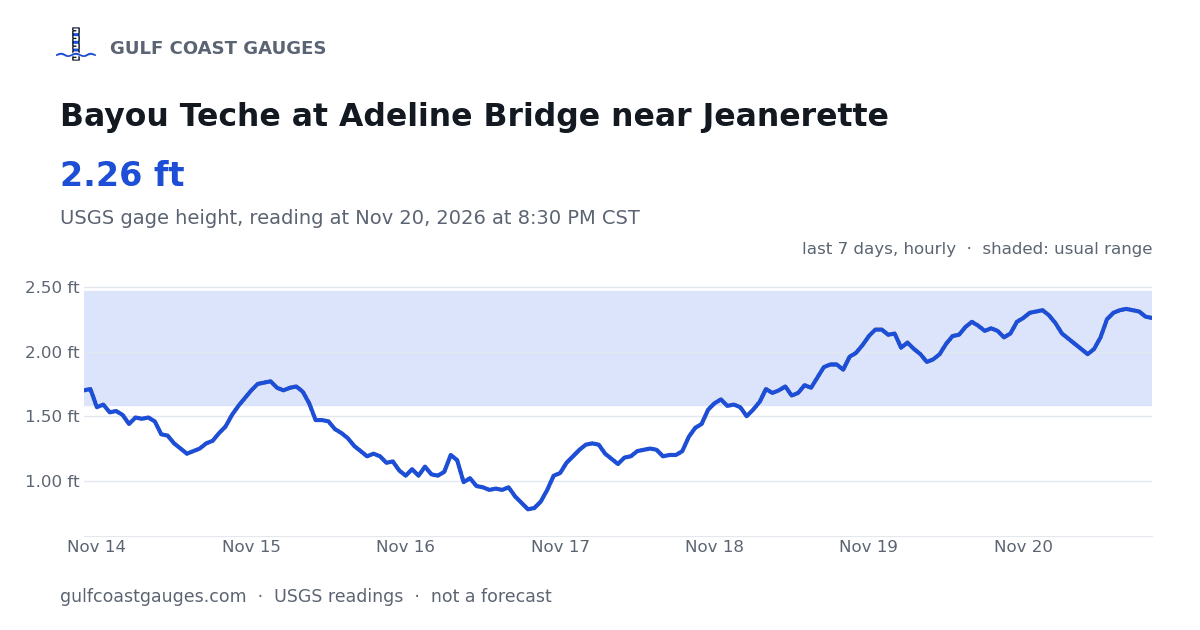 GULF COAST GAUGES
Bayou Teche at Adeline Bridge near Jeanerette
2.26 ft
USGS gage height, reading at Nov 20, 2026 at 8:30 PM CST
last 7 days, hourly · shaded: usual range
2.50 ft
2.00 ft
1.50 ft
1.00 ft
Nov 14 Nov 15 Nov 16 Nov 17 Nov 18 Nov 19 Nov 20
gulfcoastgauges.com · USGS readings · not a forecast